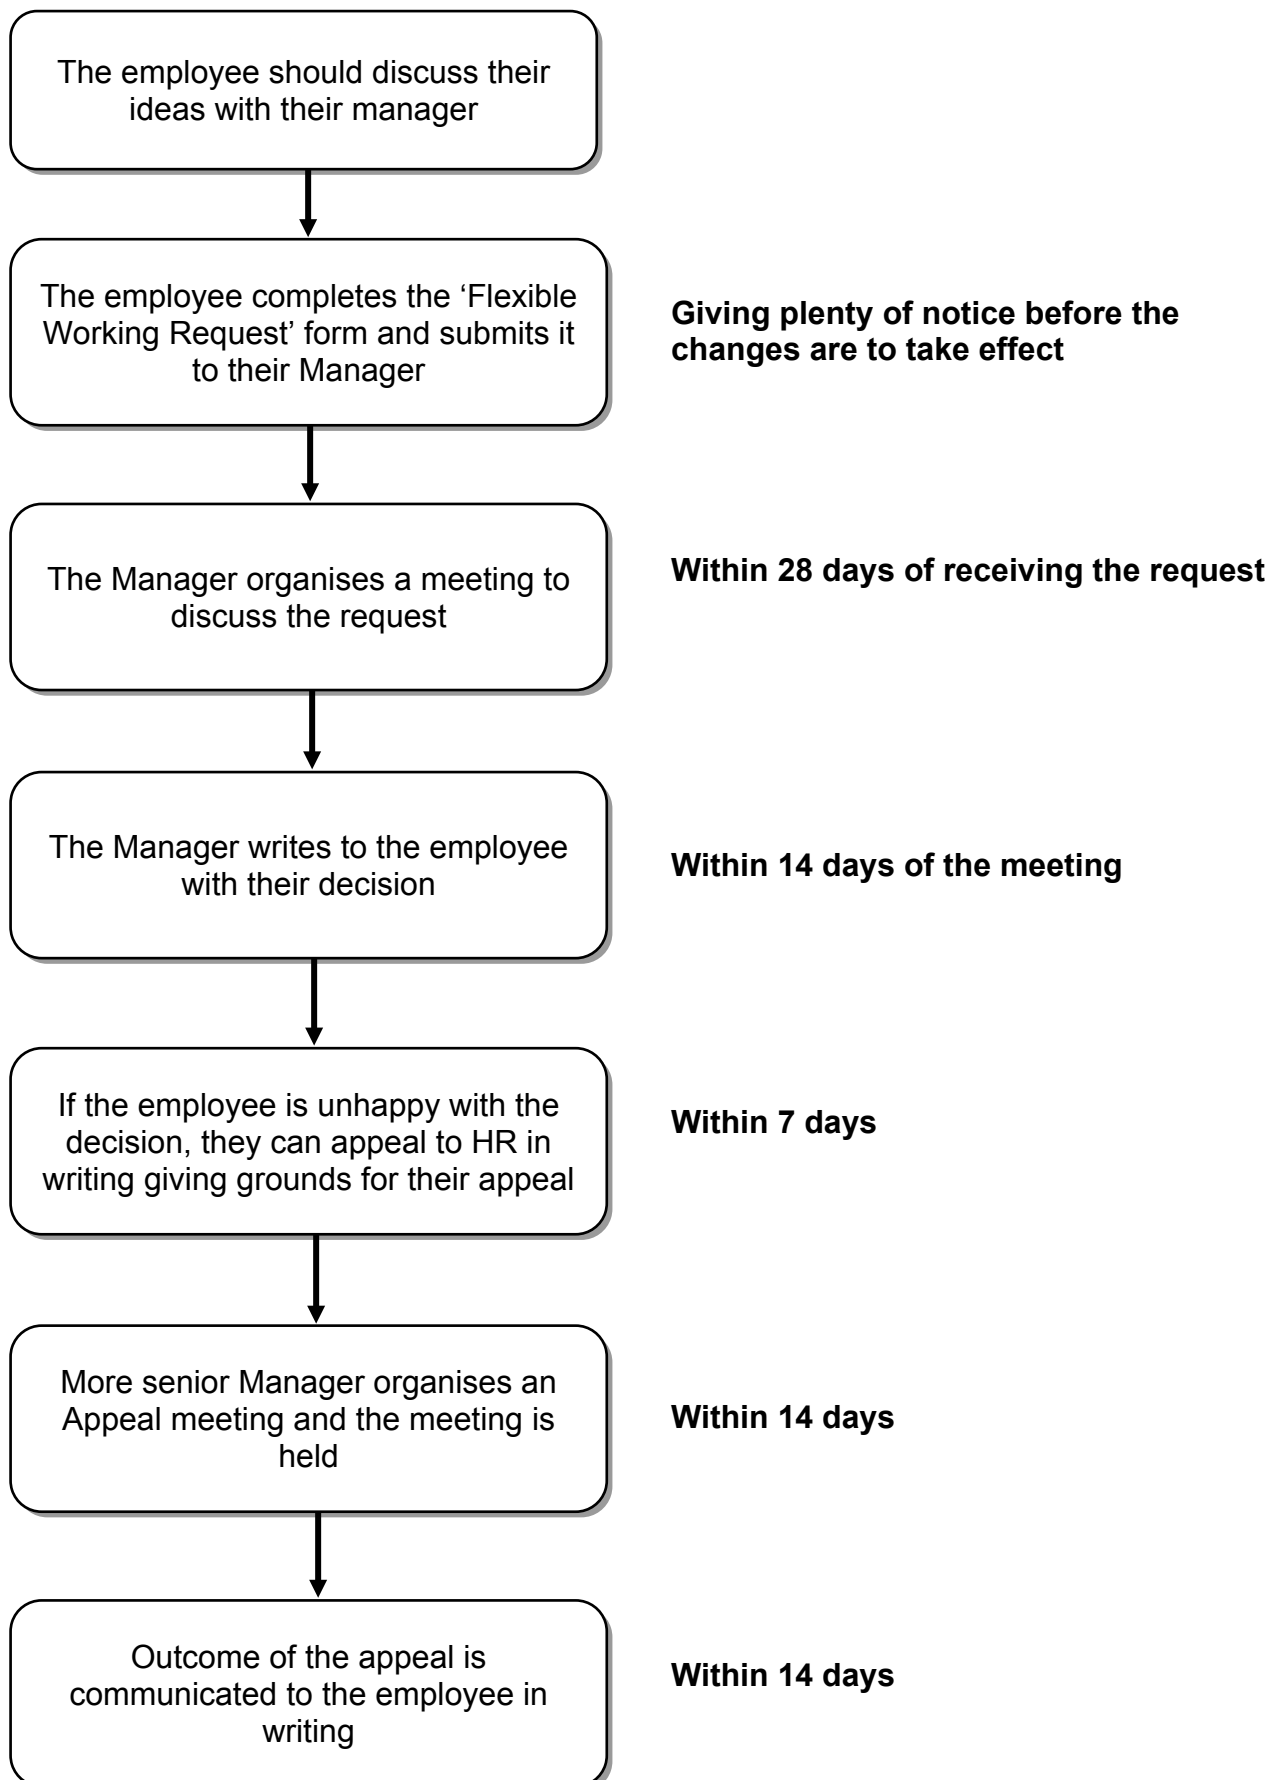 The employee should discuss their
ideas with their manager
The employee completes the ‘Flexible
Working Request’ form and submits it
to their Manager
Giving plenty of notice before the
changes are to take effect
The Manager organises a meeting to
discuss the request
Within 28 days of receiving the request
The Manager writes to the employee
with their decision
Within 14 days of the meeting
If the employee is unhappy with the
decision, they can appeal to HR in
writing giving grounds for their appeal
Within 7 days
More senior Manager organises an
Appeal meeting and the meeting is
held
Within 14 days
Outcome of the appeal is
communicated to the employee in
writing
Within 14 days